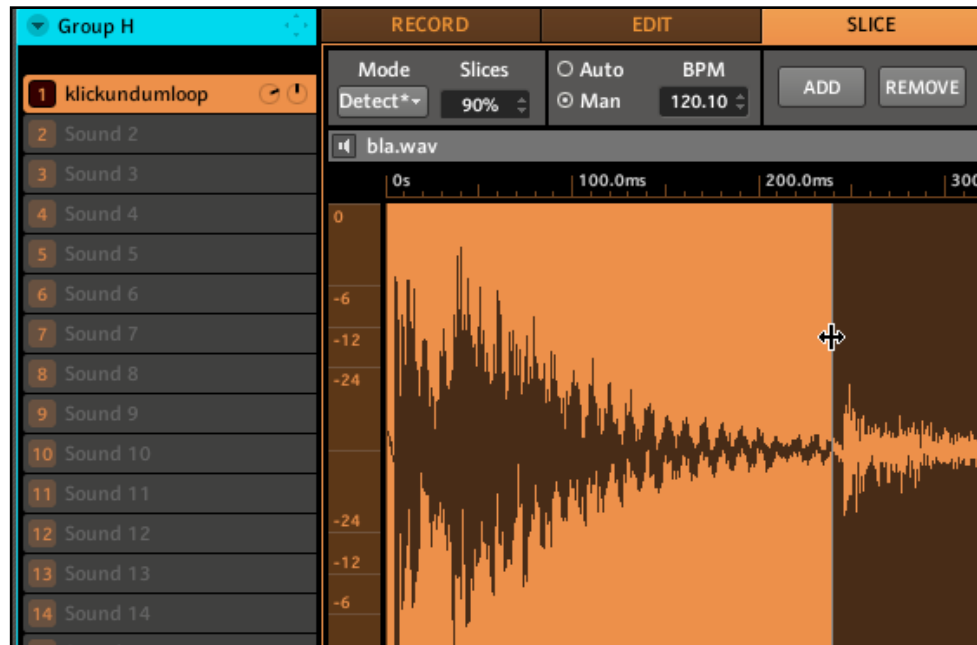 Group H
RECORD EDIT SLICE
Mode Slices Auto BPM
Detect* 90% Man 120.10 ADD REMOVE
bla.wav
0s 100.0ms 200.0ms 300
1 klickundumloop
2 Sound 2
3 Sound 3
4 Sound 4
5 Sound 5
6 Sound 6
7 Sound 7
8 Sound 8
9 Sound 9
10 Sound 10
11 Sound 11
12 Sound 12
13 Sound 13
14 Sound 14
0
-6
-12
-24
-24
-12
-6